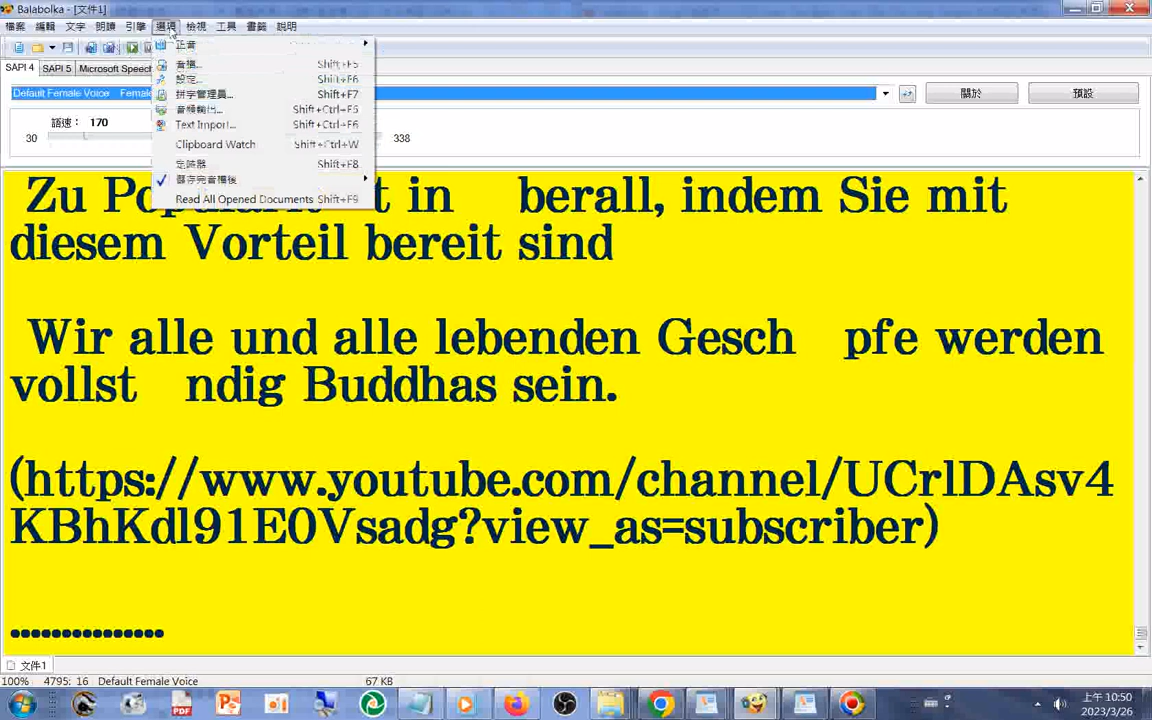 Balabolka - [文件1]
檔案 編輯 文字 朗讀 引擎 選項 檢視 工具 書籤 說明
正音
音檔... Shift+F5
設定... Shift+F6
拼字管理員... Shift+F7
音頻輸出... Shift+Ctrl+F5
Text Import... Shift+Ctrl+F6
Clipboard Watch Shift+Ctrl+W
定時器 Shift+F8
儲存完音檔後
Read All Opened Documents Shift+F9
SAPI 4 SAPI 5 Microsoft Speech
Default Female Voice 關於 預設
語速： 170
30 338
Zu t in berall, indem Sie mit
diesem Vorteil bereit sind
Wir alle und alle lebenden Gesch pfe werden
vollst ndig Buddhas sein.
(https://www.youtube.com/channel/UCrlDAsv4
KBhKdl91E0Vsadg?view_as=subscriber)
...............
文件1
100% 4795: 16 Default Female Voice 67 KB
上午 10:50
2023/3/26